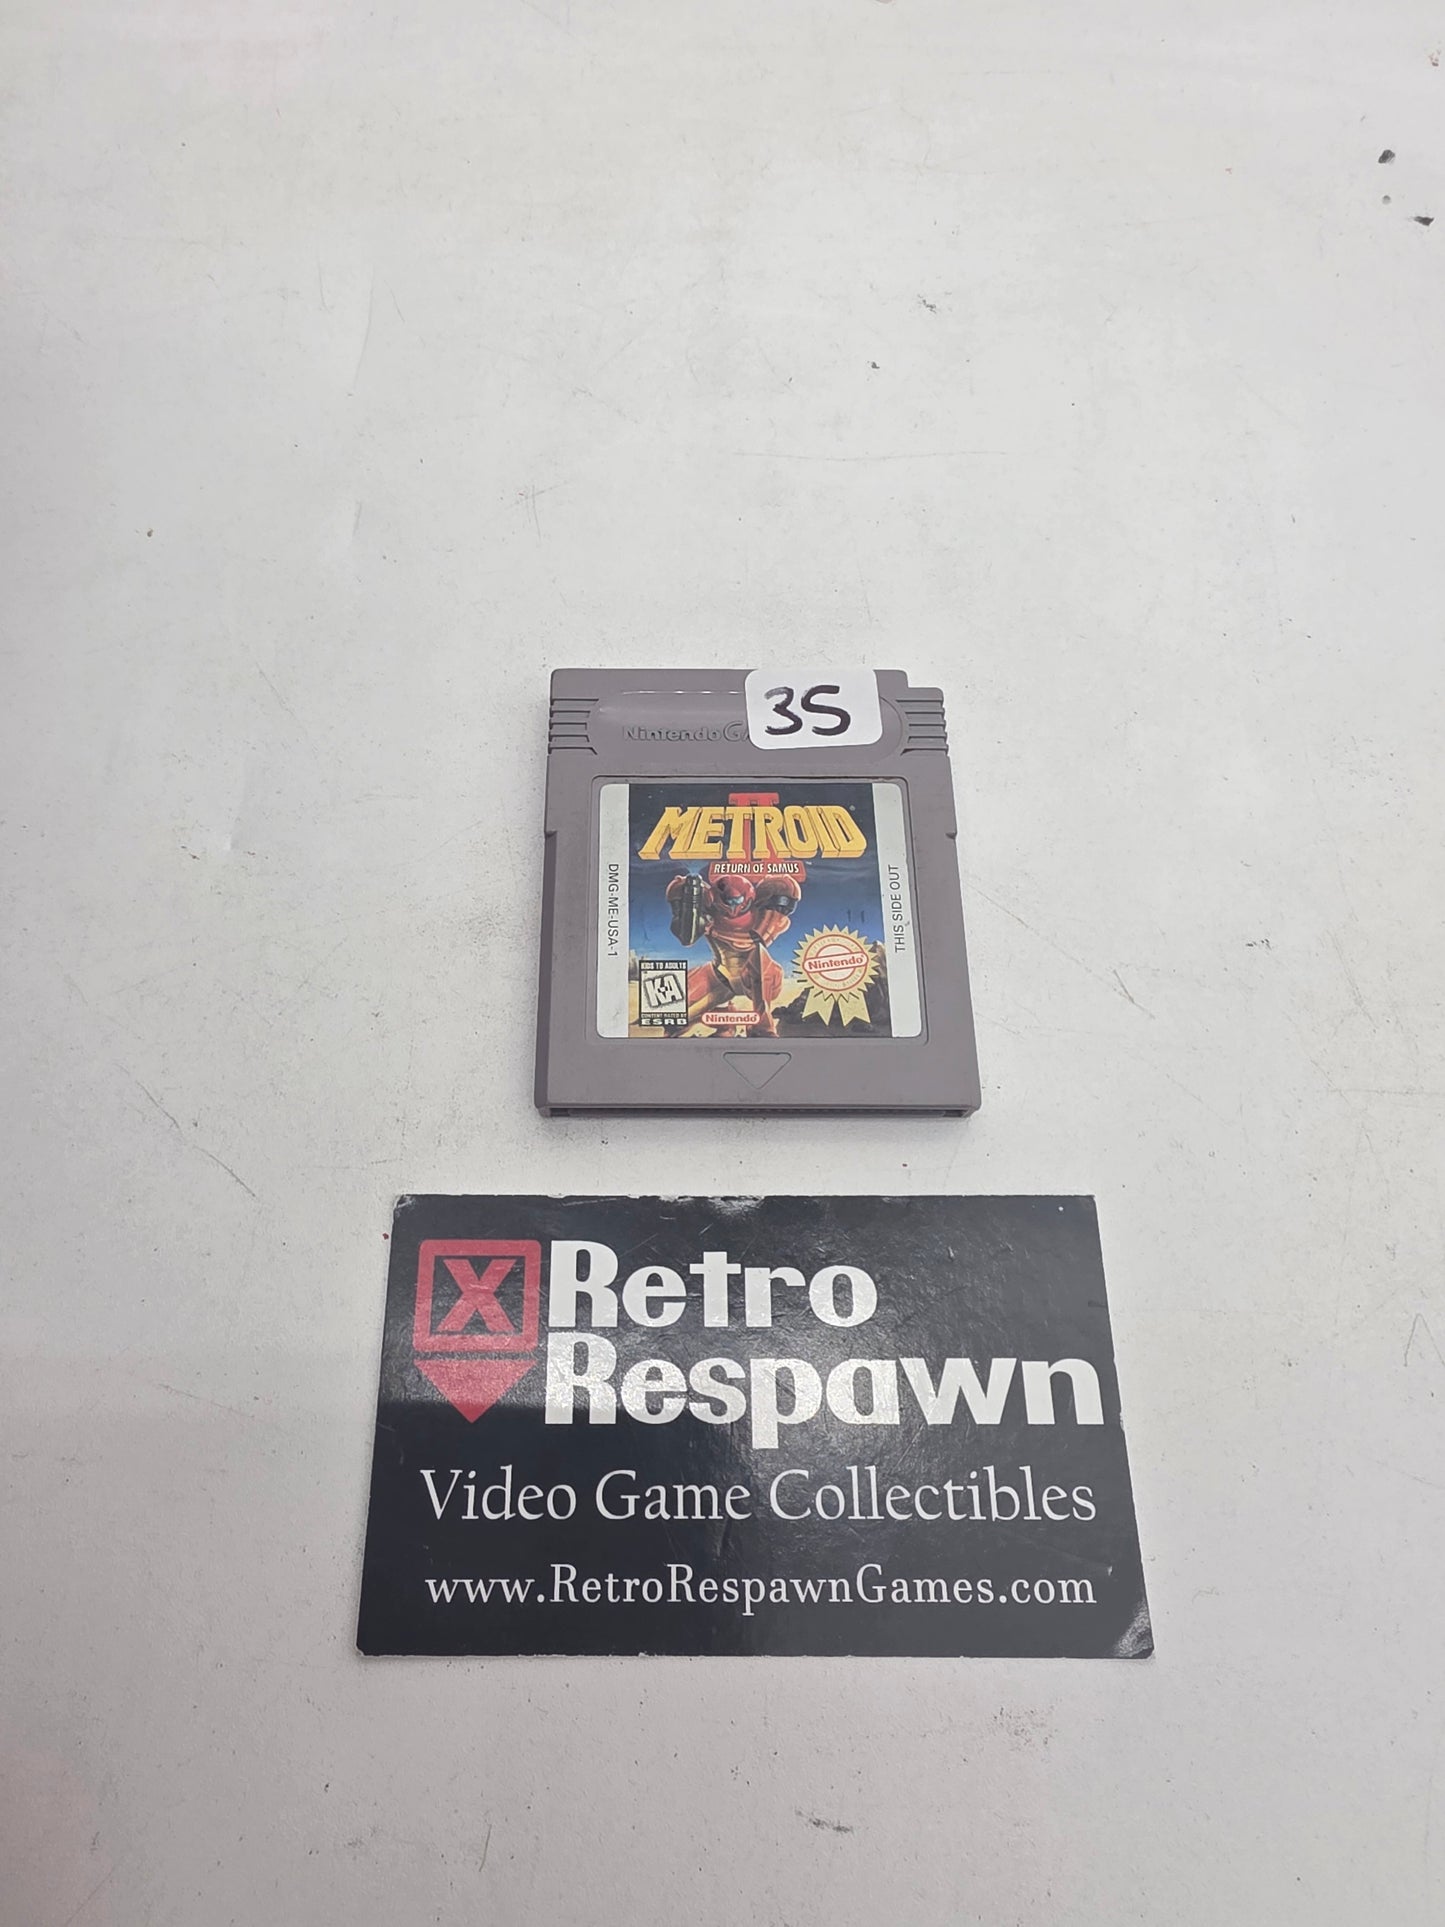 35
Nintendo GA
II
METROID
RETURN OF SAMUS™
DMG-ME-USA-1
THIS SIDE OUT
KIDS TO ADULTS
K-A
CONTENT RATED BY
ESRB
Nintendo®
Nintendo®
X
Retro
Respawn
Video Game Collectibles
www.RetroRespawnGames.com